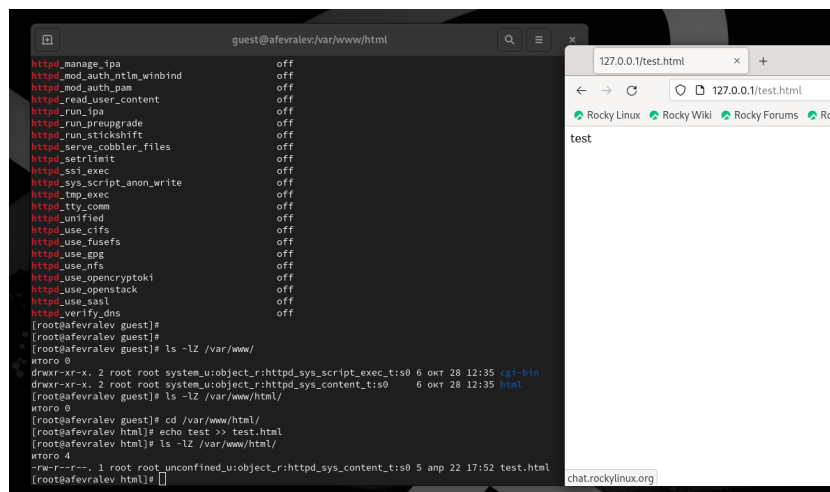 guest@afevralev:/var/www/html
httpd_manage_ipa off
httpd_mod_auth_ntlm_winbind off
httpd_mod_auth_pam off
httpd_read_user_content off
httpd_run_ipa off
httpd_run_preupgrade off
httpd_run_stickshift off
httpd_serve_cobbler_files off
httpd_setrlimit off
httpd_ssi_exec off
httpd_sys_script_anon_write off
httpd_tmp_exec off
httpd_tty_comm off
httpd_unified off
httpd_use_cifs off
httpd_use_fusefs off
httpd_use_gpg off
httpd_use_nfs off
httpd_use_opencryptoki off
httpd_use_openstack off
httpd_use_sasl off
httpd_verify_dns off
[root@afevralev guest]#
[root@afevralev guest]#
[root@afevralev guest]# ls -lZ /var/www/
итого 0
drwxr-xr-x. 2 root root system_u:object_r:httpd_sys_script_exec_t:s0 6 окт 28 12:35 cgi-bin
drwxr-xr-x. 2 root root system_u:object_r:httpd_sys_content_t:s0 6 окт 28 12:35 html
[root@afevralev guest]# ls -lZ /var/www/html/
итого 0
[root@afevralev guest]# cd /var/www/html/
[root@afevralev html]# echo test >> test.html
[root@afevralev html]# ls -lZ /var/www/html/
итого 4
-rw-r--r--. 1 root root unconfined_u:object_r:httpd_sys_content_t:s0 5 апр 22 17:52 test.html
[root@afevralev html]#
127.0.0.1/test.html
127.0.0.1/test.html
Rocky Linux Rocky Wiki Rocky Forums Ro
test
chat.rockylinux.org